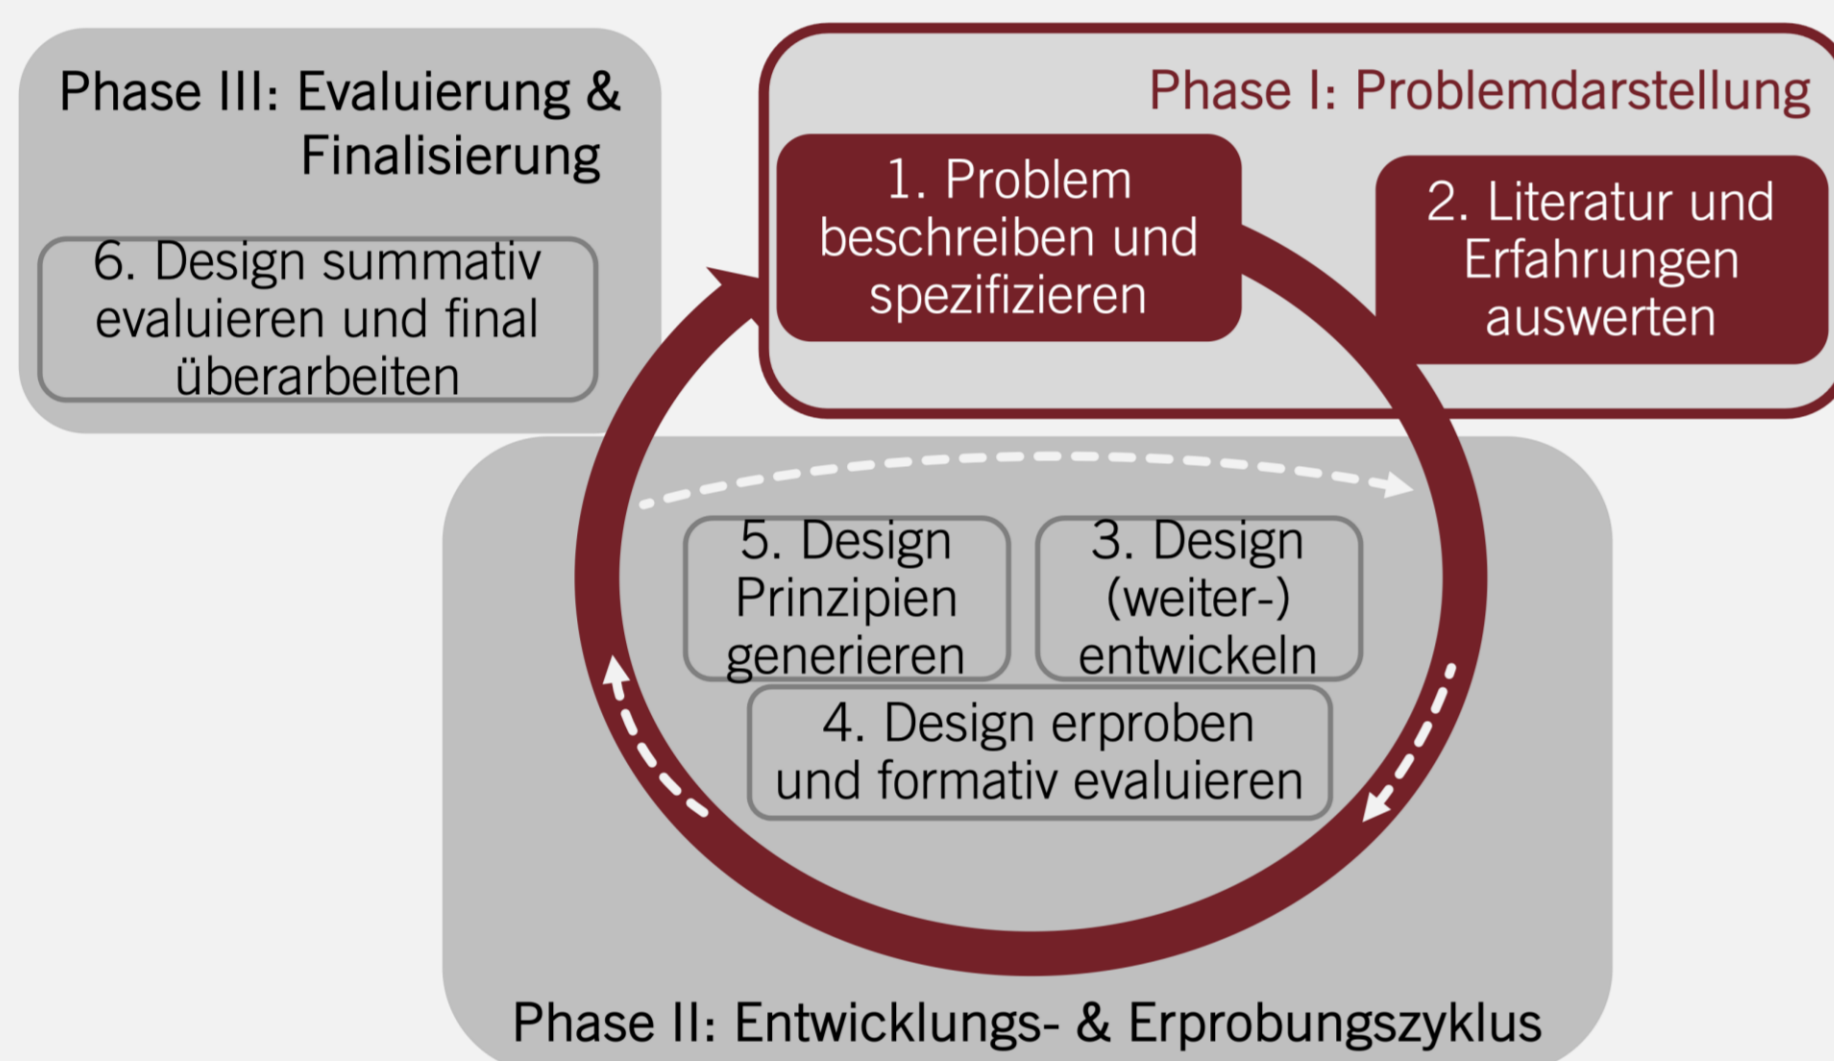 Phase III: Evaluierung &
Finalisierung
6. Design summativ
evaluieren und final
überarbeiten
Phase I: Problemdarstellung
1. Problem
beschreiben und
spezifizieren
2. Literatur und
Erfahrungen
auswerten
5. Design
Prinzipien
generieren
3. Design
(weiter-)
entwickeln
4. Design erproben
und formativ evaluieren
Phase II: Entwicklungs- & Erprobungszyklus